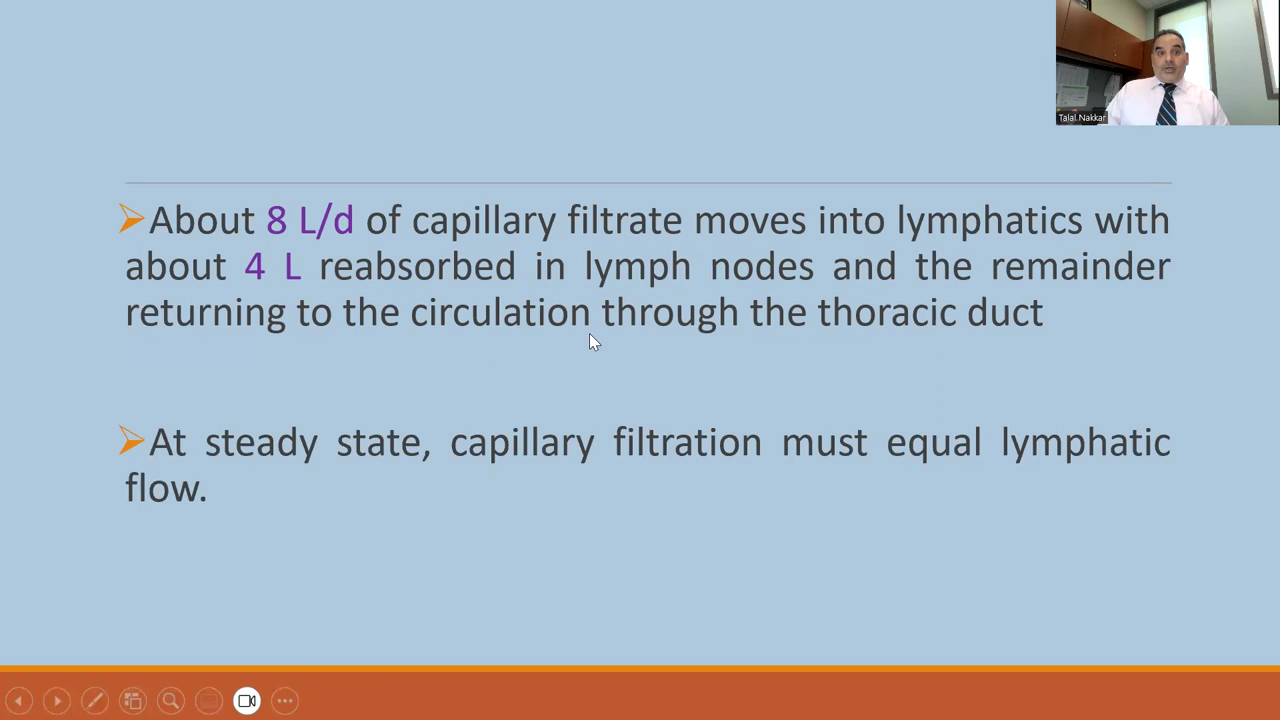 Talal Nakkar
➢About 8 L/d of capillary filtrate moves into lymphatics with
about 4 L reabsorbed in lymph nodes and the remainder
returning to the circulation through the thoracic duct
➢At steady state, capillary filtration must equal lymphatic
flow.